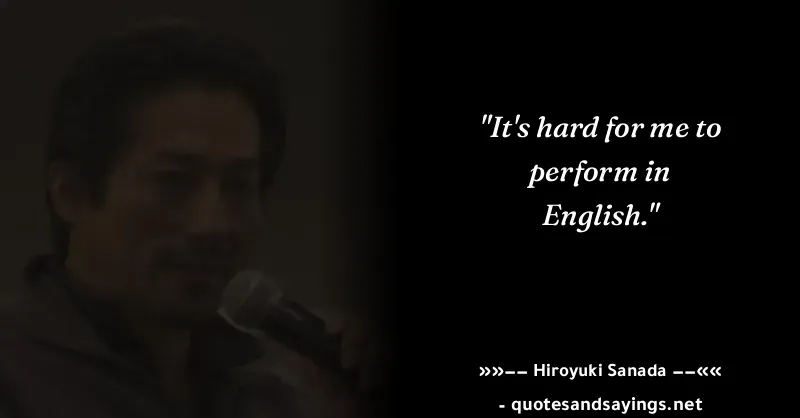 "It's hard for me to
perform in
English."
»»–– Hiroyuki Sanada ––««
- quotesandsayings.net